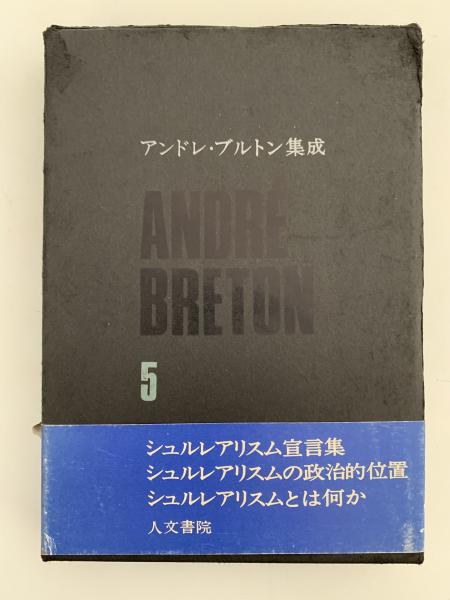 アンドレ・ブルトン集成
ANDRÉ
BRETON
5
シュルレアリスム宣言集
シュルレアリスムの政治的位置
シュルレアリスムとは何か
人文書院